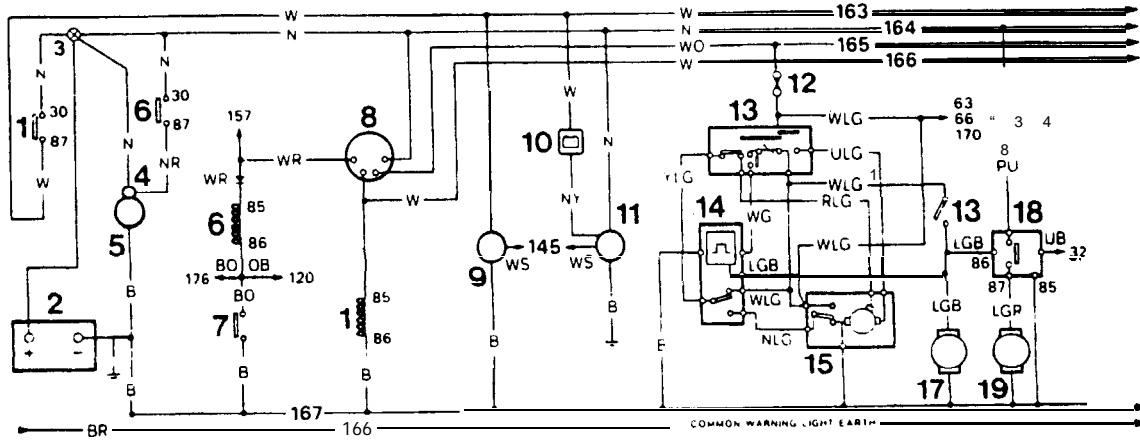 W W 163
N N 164
3 WO 165
W 166
N N
30 30
1 6 157 8 W 10 12
87 87
N 13 WLG 63
66 " 3 4
170
8
PU
WR ULG
W 4 NR WR YLG WLG
RLG
6 85 W NY 11 14 WG 13 18
5 86 WLG LGB UB
BO OB 9 145 86 32
176 120 WS WS LGB 87 85
BO
2 B 7 1 85 WLG LGB LGR
+ - 86 B NLG
B B B B 15
B 17 19
167
BR 166 COMMON WARNING LIGHT EARTH